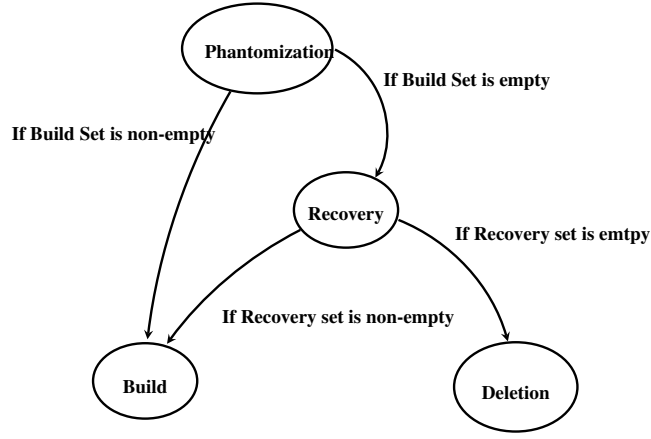 Phantomization
If Build Set is empty
If Build Set is non-empty
Recovery
If Recovery set is emtpy
If Recovery set is non-empty
Build
Deletion